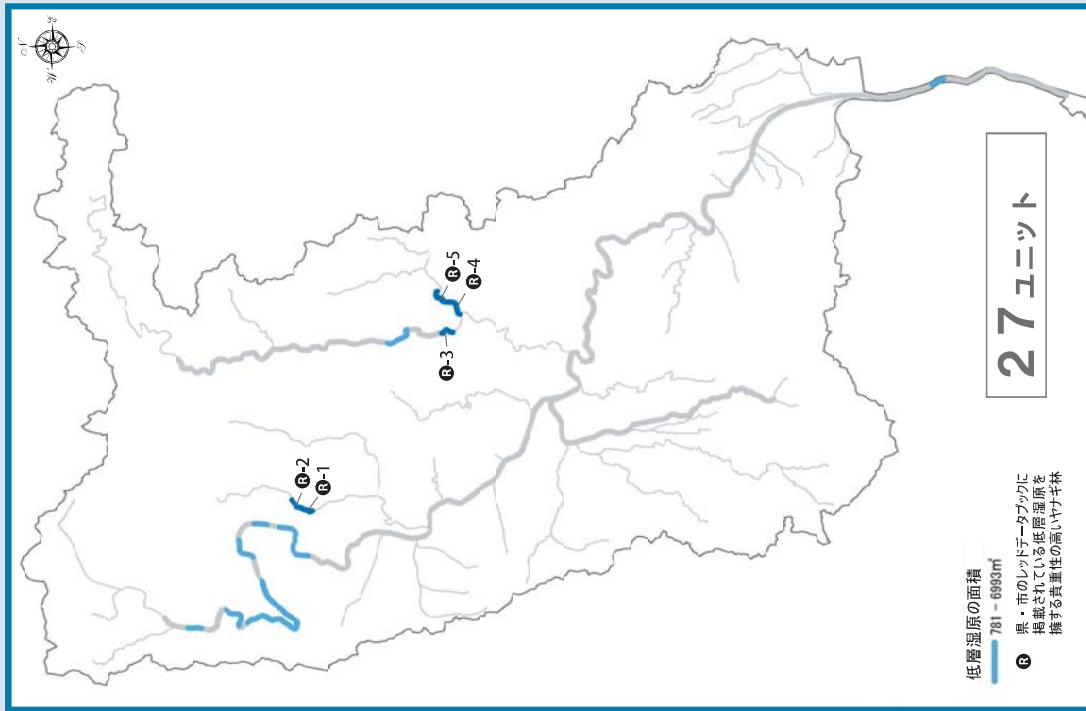 N
E
S
W
R-2
R-1
R-5
R-4
R-3
27ユニット
低層湿原の面積
781 - 6993㎡
R 県・市のレッドデータブックに
掲載されている低層湿原を
擁する貴重性の高いヤナギ林